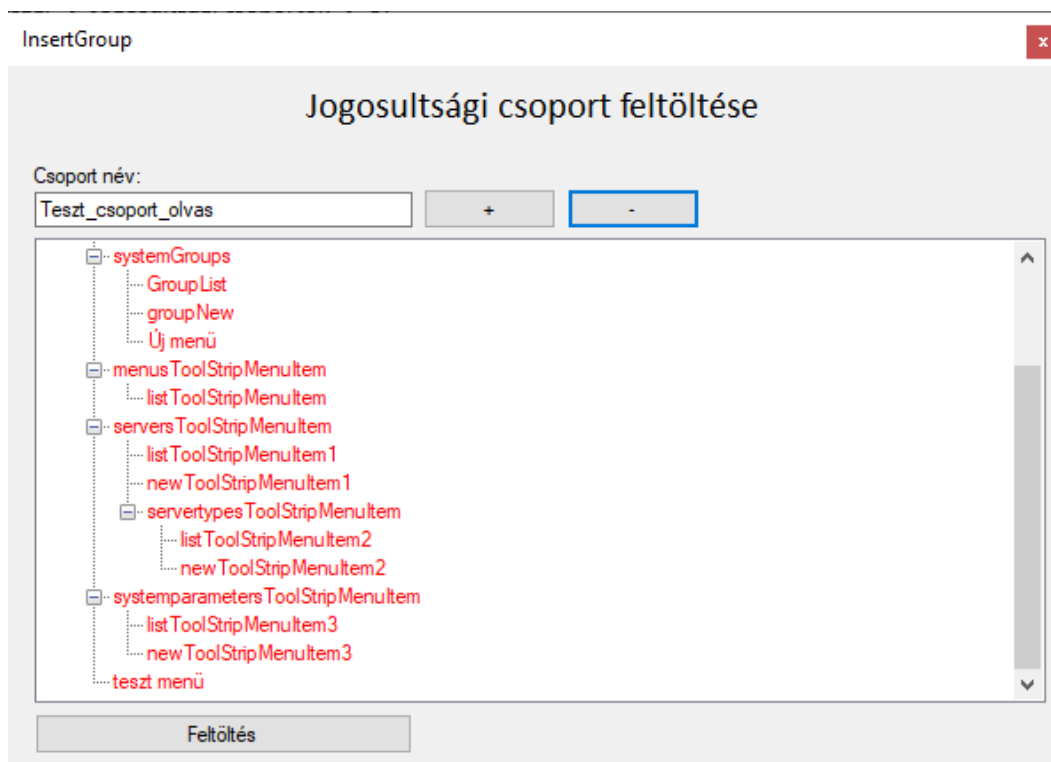 InsertGroup
x
Jogosultsági csoport feltöltése
Csoport név:
Teszt_csoport_olvas
+
-
systemGroups
GroupList
groupNew
Új menü
menusToolStripMenuItem
listToolStripMenuItem
serversToolStripMenuItem
listToolStripMenuItem1
newToolStripMenuItem1
servertypesToolStripMenuItem
listToolStripMenuItem2
newToolStripMenuItem2
systemparametersToolStripMenuItem
listToolStripMenuItem3
newToolStripMenuItem3
teszt menü
Feltöltés